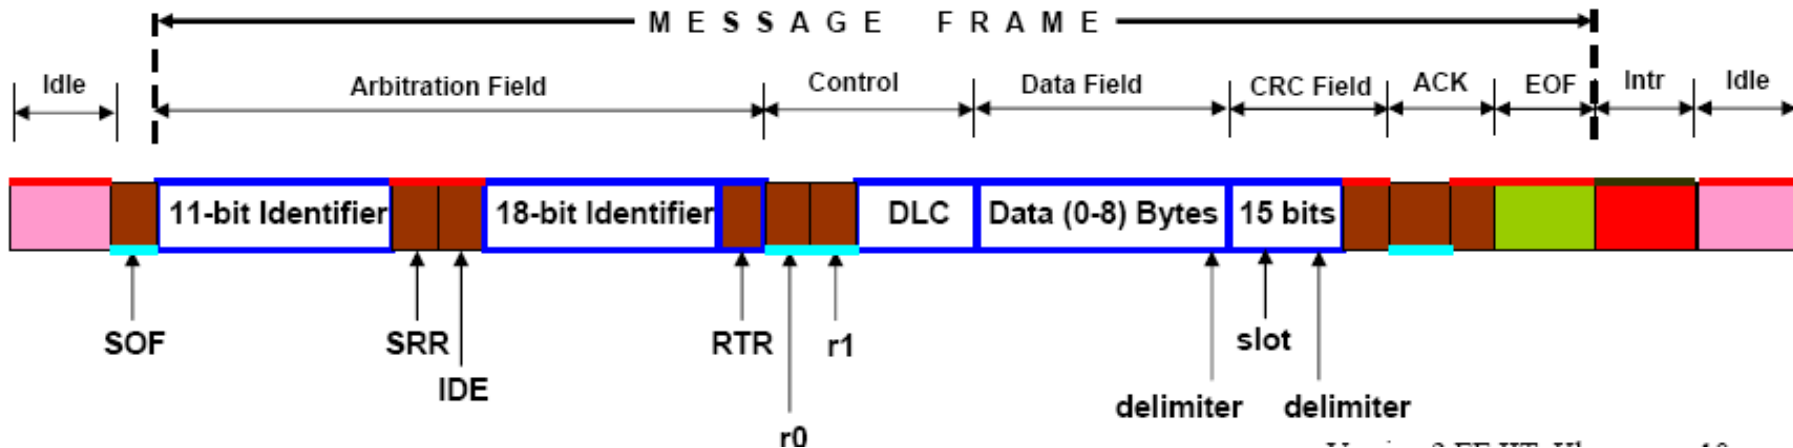 MESSAGE FRAME
Idle Arbitration Field Control Data Field CRC Field ACK EOF Intr Idle
11-bit Identifier 18-bit Identifier DLC Data (0-8) Bytes 15 bits
SOF SRR RTR r1 slot
IDE delimiter delimiter
r0